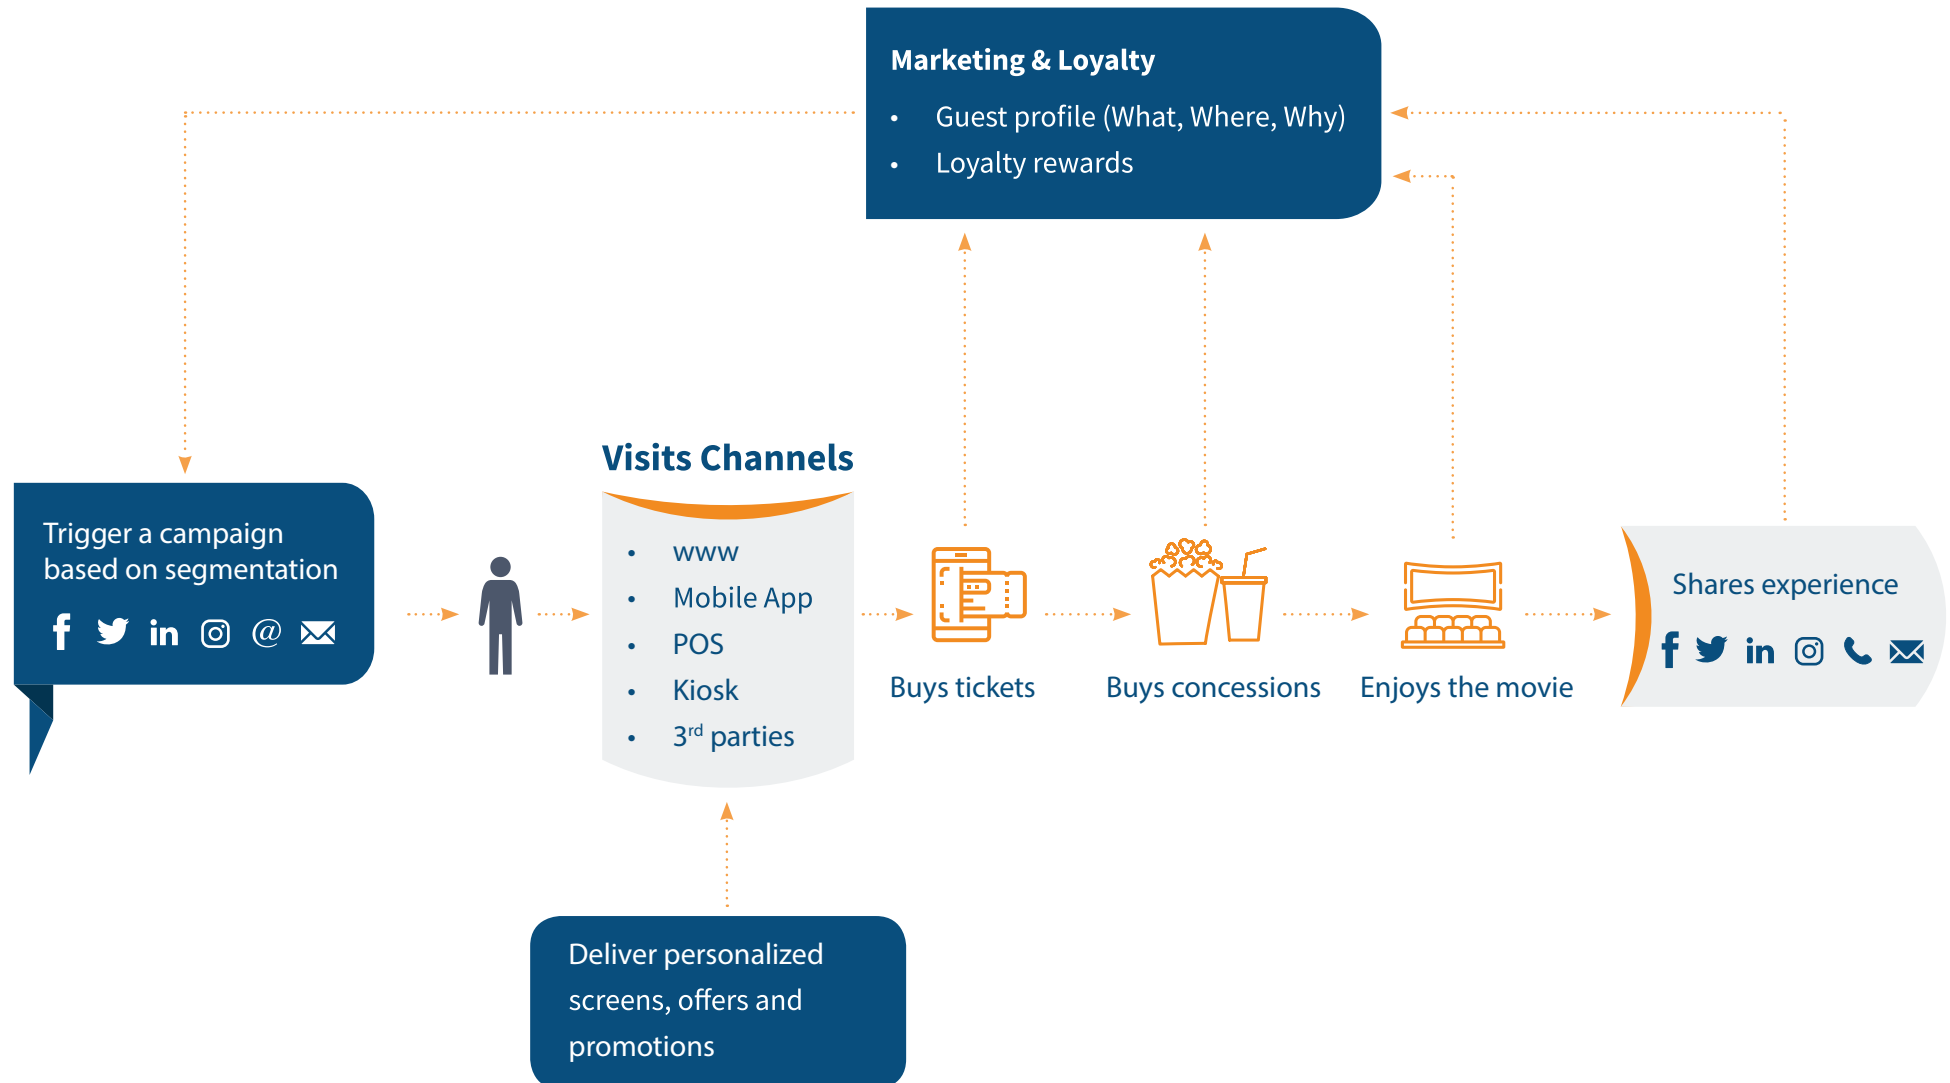 Marketing & Loyalty
• Guest profile (What, Where, Why)
• Loyalty rewards
Trigger a campaign
based on segmentation
f in @
Visits Channels
• www
• Mobile App
• POS
• Kiosk
• 3rd parties
Buys tickets
Buys concessions
Enjoys the movie
Shares experience
f in
Deliver personalized
screens, offers and
promotions